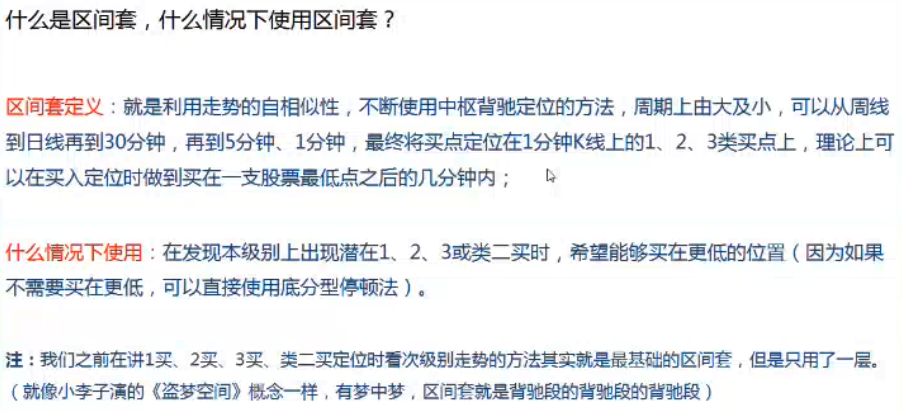 什么是区间套，什么情况下使用区间套？
区间套定义：就是利用走势的自相似性，不断使用中枢背驰定位的方法，周期上由大及小，可以从周线
到日线再到30分钟，再到5分钟、1分钟，最终将买点定位在1分钟K线上的1、2、3类买点上，理论上可
以在买入定位时做到买在一支股票最低点之后的几分钟内；
什么情况下使用：在发现本级别上出现潜在1、2、3或类二买时，希望能够买在更低的位置（因为如果
不需要买在更低，可以直接使用底分型停顿法）。
注：我们之前在讲1买、2买、3买、类二买定位时看次级别走势的方法其实就是最基础的区间套，但是只用了一层。
（就像小李子演的《盗梦空间》概念一样，有梦中梦，区间套就是背驰段的背驰段的背驰段）